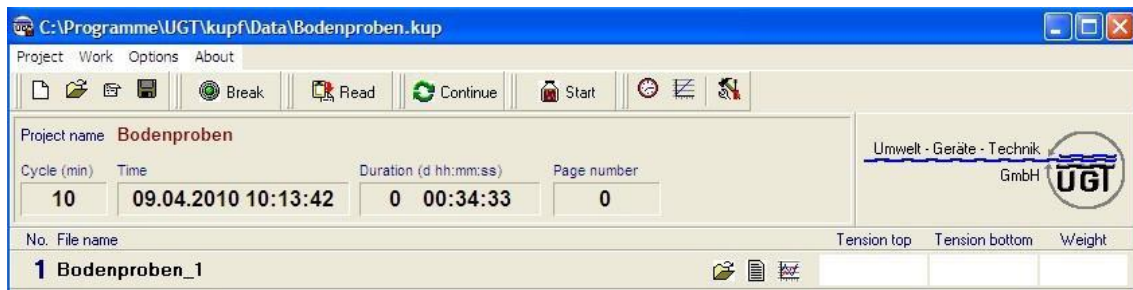 C:\Programme\UGT\kupf\Data\Bodenproben.kup
Project Work Options About
Break Read Continue Start
Project name Bodenproben
Umwelt - Geräte - Technik
GmbH UGT
Cycle (min) Time Duration (d hh:mm:ss) Page number
10 09.04.2010 10:13:42 0 00:34:33 0
No. File name Tension top Tension bottom Weight
1 Bodenproben_1